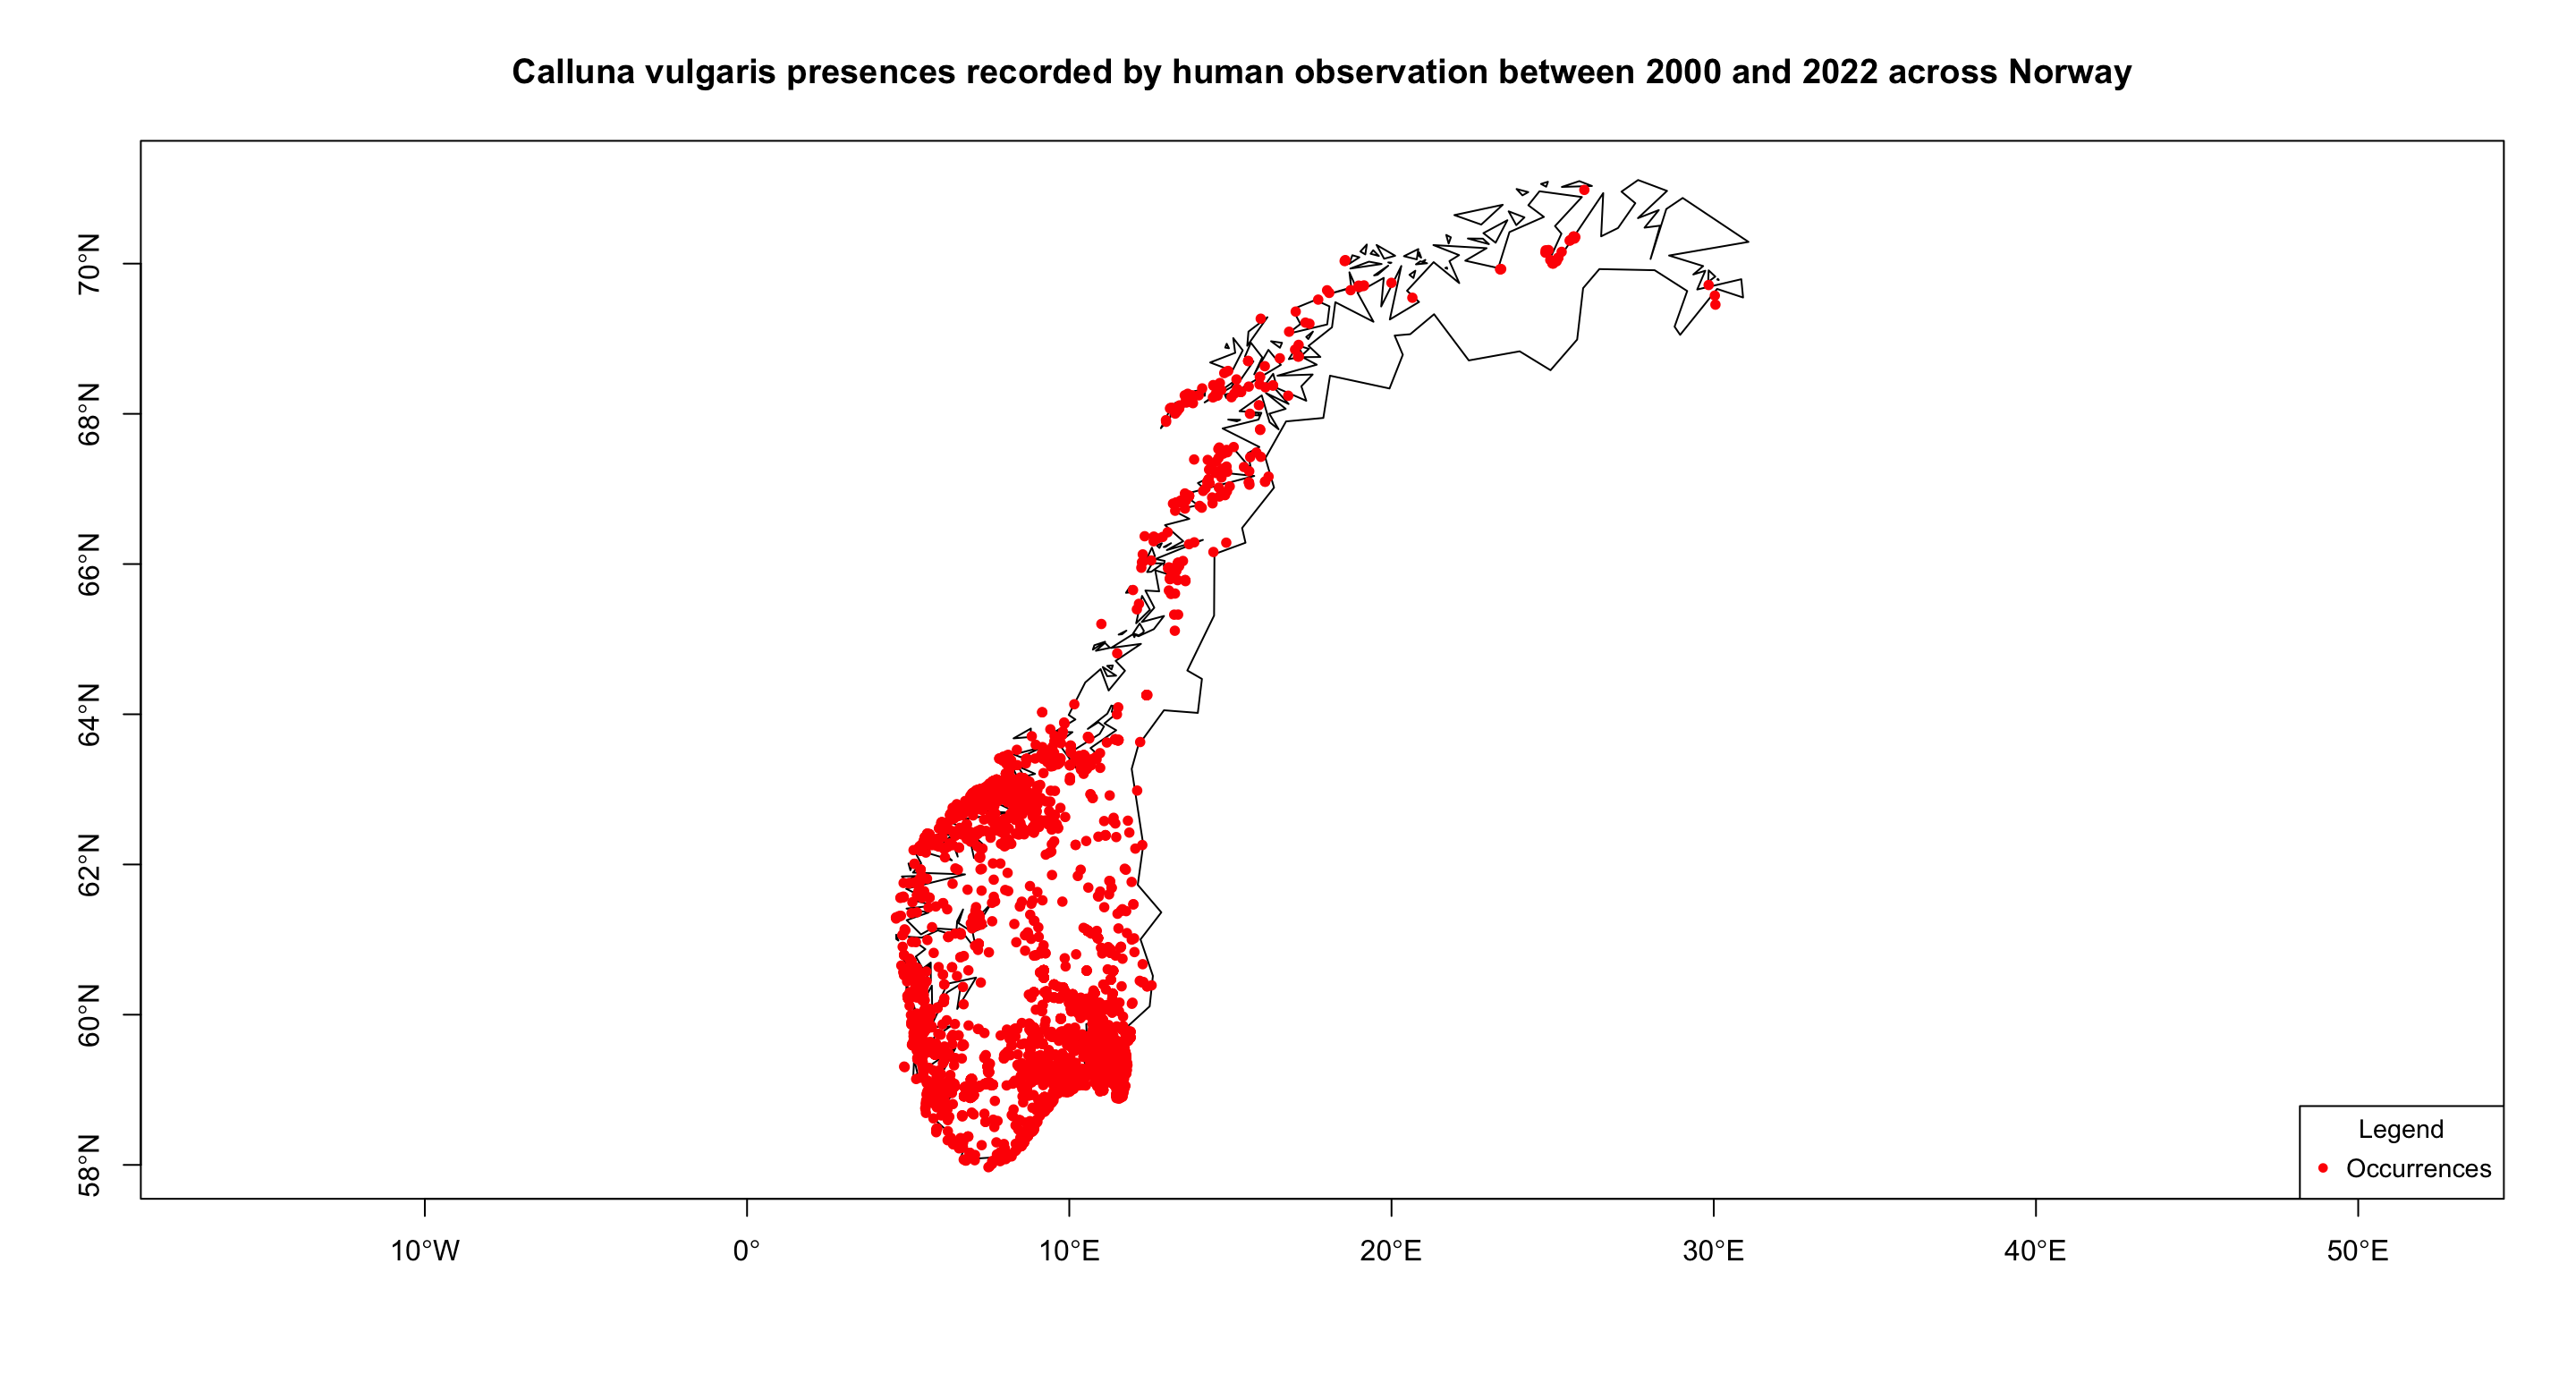 Calluna vulgaris presences recorded by human observation between 2000 and 2022 across Norway
70°N
68°N
66°N
64°N
62°N
60°N
58°N
Legend
Occurrences
10°W
0°
10°E
20°E
30°E
40°E
50°E